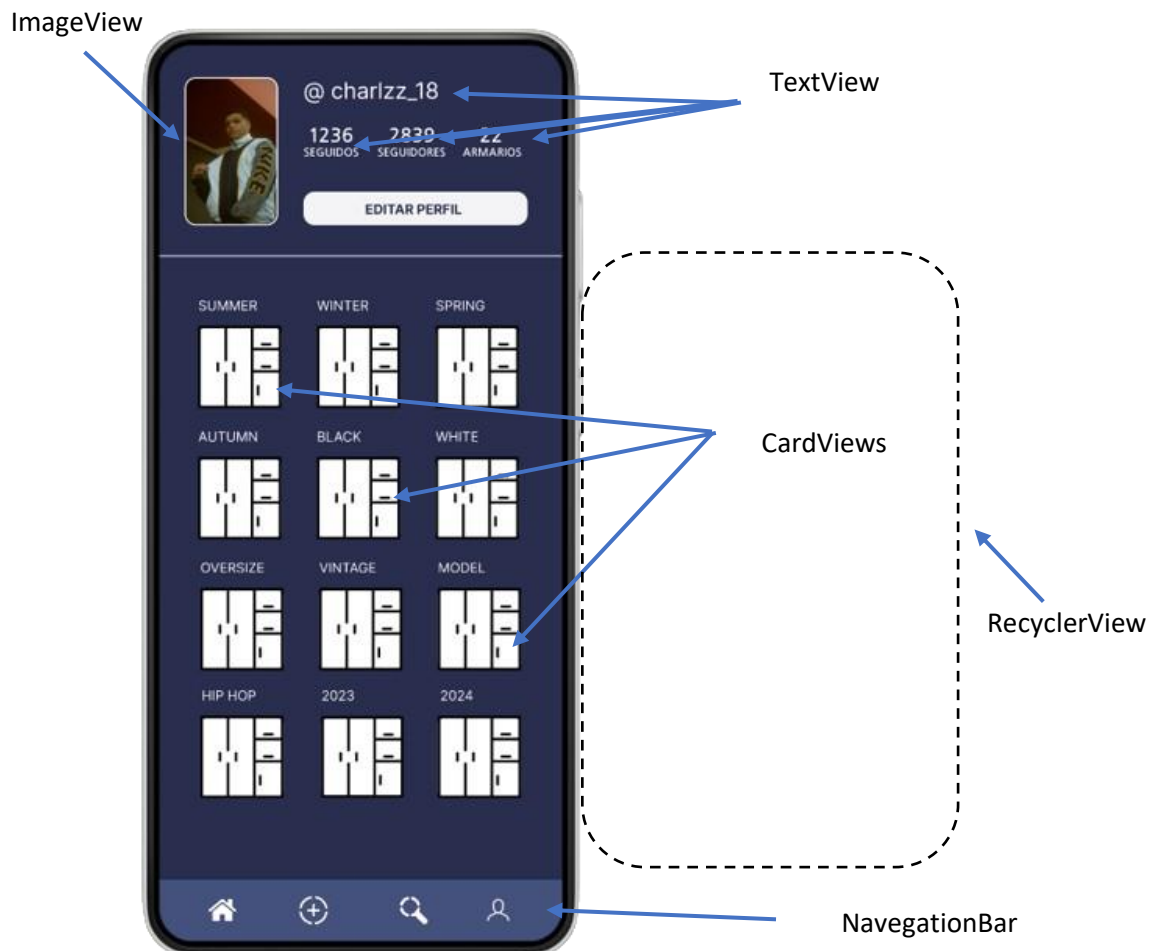 ImageView
TextView
@ charlzz_18
1236 2839 22
SEGUIDOS SEGUIDORES ARMARIOS
NIKE
EDITAR PERFIL
SUMMER WINTER SPRING
AUTUMN BLACK WHITE
CardViews
OVERSIZE VINTAGE MODEL
RecyclerView
HIP HOP 2023 2024
NavegationBar